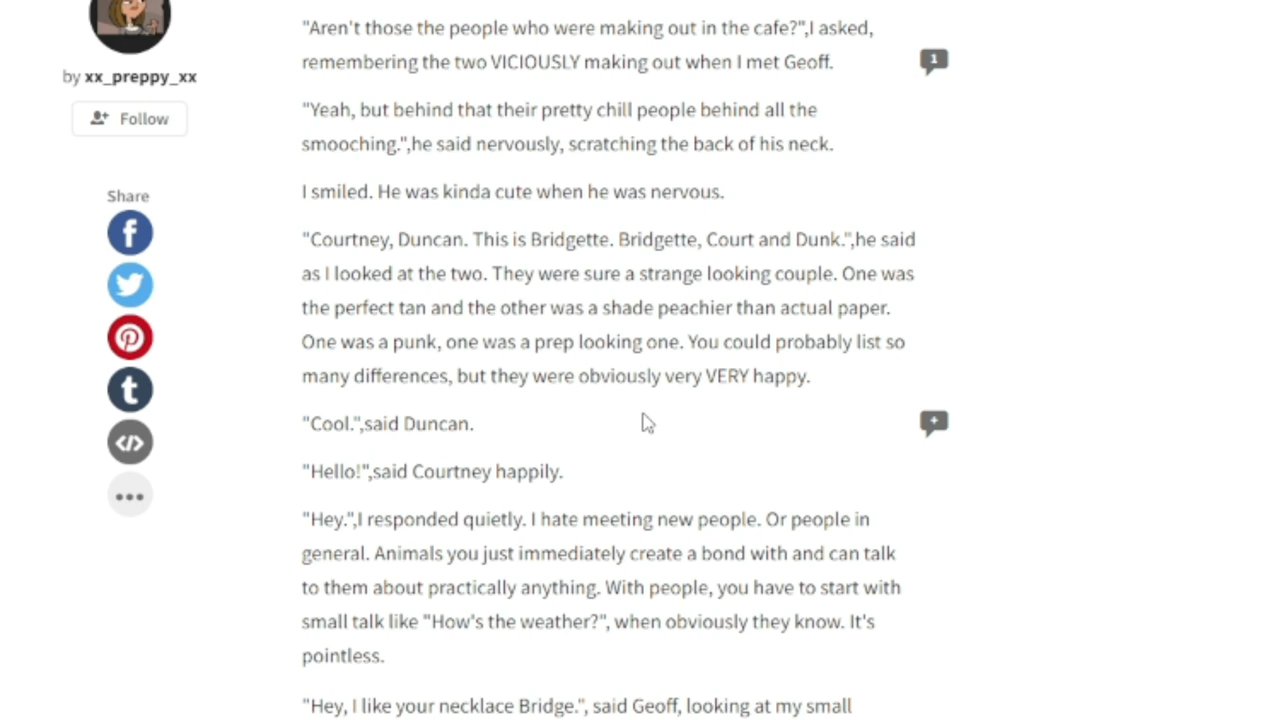 "Aren't those the people who were making out in the cafe?",I asked,
remembering the two VICIOUSLY making out when I met Geoff.
1
by xx_preppy_xx
Follow
"Yeah, but behind that their pretty chill people behind all the
smooching.",he said nervously, scratching the back of his neck.
I smiled. He was kinda cute when he was nervous.
Share
"Courtney, Duncan. This is Bridgette. Bridgette, Court and Dunk.",he said
as I looked at the two. They were sure a strange looking couple. One was
the perfect tan and the other was a shade peachier than actual paper.
One was a punk, one was a prep looking one. You could probably list so
many differences, but they were obviously very VERY happy.
"Cool.",said Duncan.
+
"Hello!",said Courtney happily.
"Hey.",I responded quietly. I hate meeting new people. Or people in
general. Animals you just immediately create a bond with and can talk
to them about practically anything. With people, you have to start with
small talk like "How's the weather?", when obviously they know. It's
pointless.
"Hey, I like your necklace Bridge.", said Geoff, looking at my small